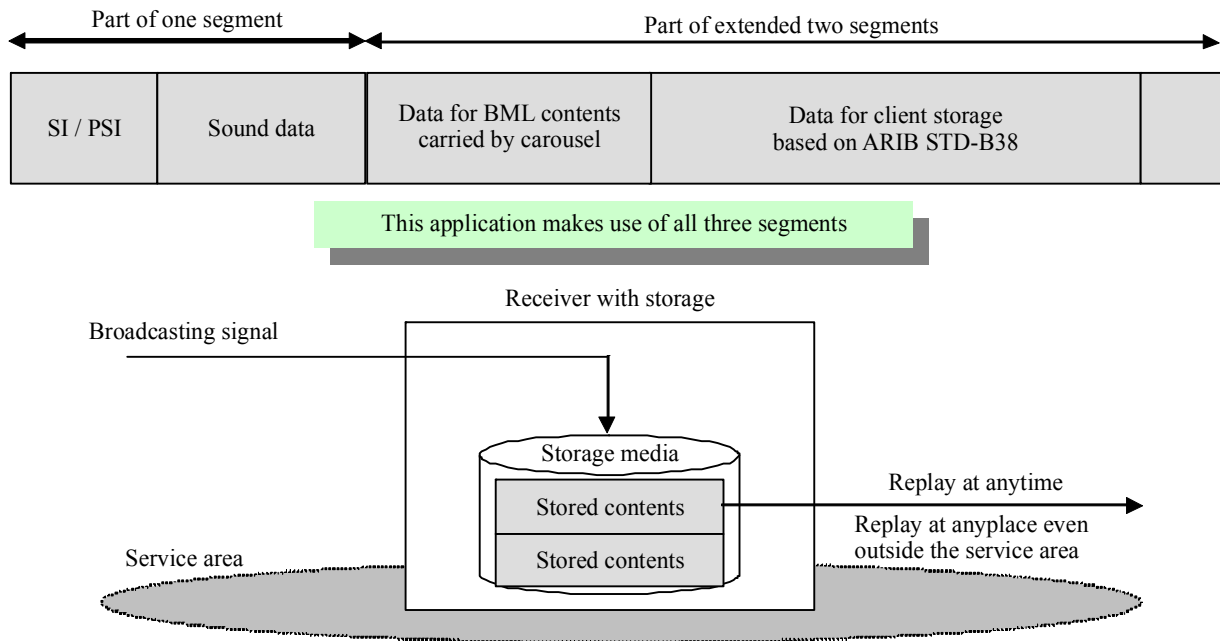 Part of one segment
Part of extended two segments
SI / PSI
Sound data
Data for BML contents
carried by carousel
Data for client storage
based on ARIB STD-B38
This application makes use of all three segments
Receiver with storage
Broadcasting signal
Storage media
Stored contents
Stored contents
Replay at anytime
Replay at anyplace even
outside the service area
Service area